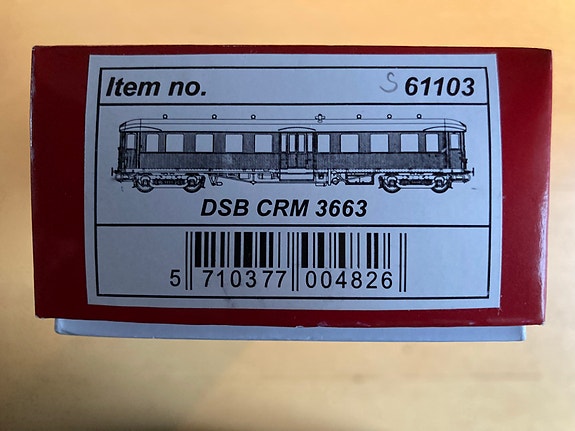 Item no. S 61103
DSB CRM 3663
5 710377 004826